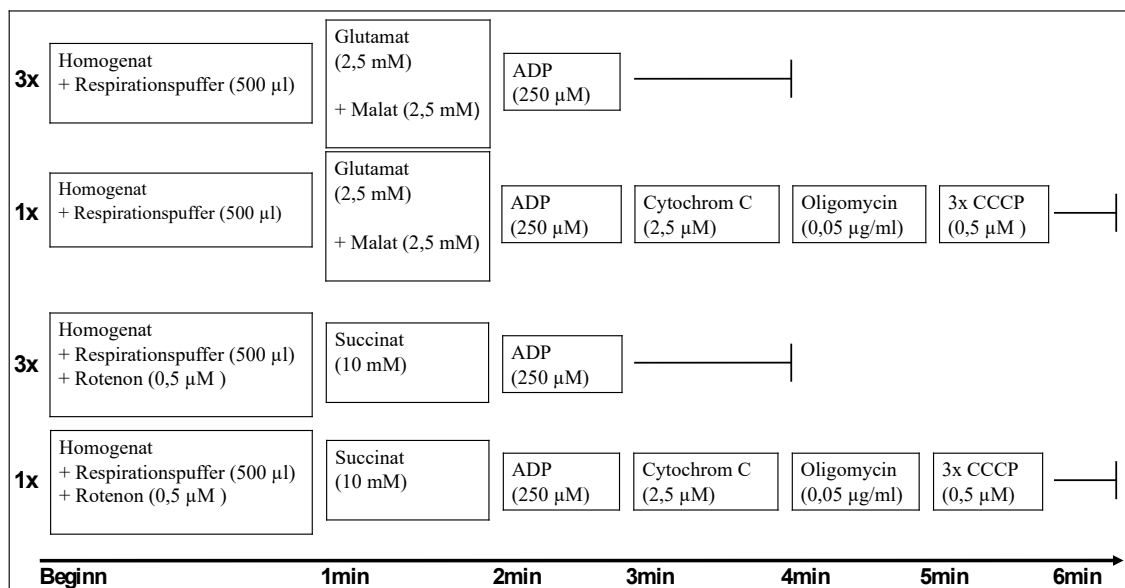 3x
Homogenat
+ Respirationspuffer (500 µl)
Glutamat
(2,5 mM)
+ Malat (2,5 mM)
ADP
(250 µM)
1x
Homogenat
+ Respirationspuffer (500 µl)
Glutamat
(2,5 mM)
+ Malat (2,5 mM)
ADP
(250 µM)
Cytochrom C
(2,5 µM)
Oligomycin
(0,05 µg/ml)
3x CCCP
(0,5 µM )
3x
Homogenat
+ Respirationspuffer (500 µl)
+ Rotenon (0,5 µM )
Succinat
(10 mM)
ADP
(250 µM)
1x
Homogenat
+ Respirationspuffer (500 µl)
+ Rotenon (0,5 µM )
Succinat
(10 mM)
ADP
(250 µM)
Cytochrom C
(2,5 µM)
Oligomycin
(0,05 µg/ml)
3x CCCP
(0,5 µM)
Beginn 1min 2min 3min 4min 5min 6min